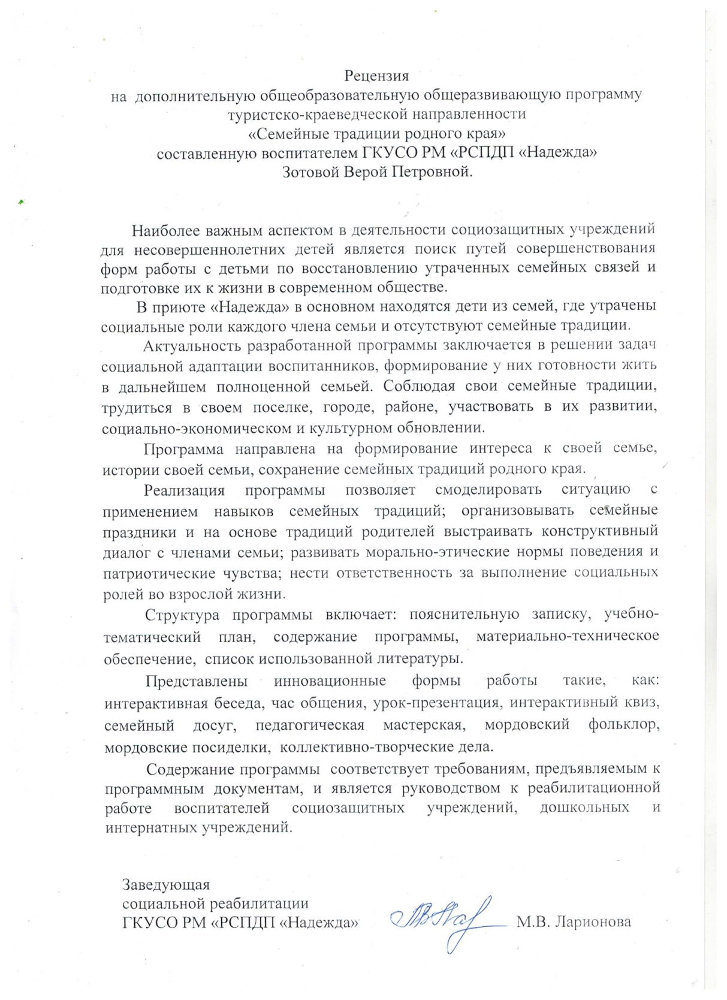 Рецензия
на дополнительную общеобразовательную общеразвивающую программу
туристско-краеведческой направленности
«Семейные традиции родного края»
составленную воспитателем ГКУСО РМ «РСПДП «Надежда»
Зотовой Верой Петровной.
Наиболее важным аспектом в деятельности социозащитных учреждений
для несовершеннолетних детей является поиск путей совершенствования
форм работы с детьми по восстановлению утраченных семейных связей и
подготовке их к жизни в современном обществе.
В приюте «Надежда» в основном находятся дети из семей, где утрачены
социальные роли каждого члена семьи и отсутствуют семейные традиции.
Актуальность разработанной программы заключается в решении задач
социальной адаптации воспитанников, формирование у них готовности жить
в дальнейшем полноценной семьей. Соблюдая свои семейные традиции,
трудиться в своем поселке, городе, районе, участвовать в их развитии,
социально-экономическом и культурном обновлении.
Программа направлена на формирование интереса к своей семье,
истории своей семьи, сохранение семейных традиций родного края.
Реализация программы позволяет смоделировать ситуацию с
применением навыков семейных традиций; организовывать семейные
праздники и на основе традиций родителей выстраивать конструктивный
диалог с членами семьи; развивать морально-этические нормы поведения и
патриотические чувства; нести ответственность за выполнение социальных
ролей во взрослой жизни.
Структура программы включает: пояснительную записку, учебно-
тематический план, содержание программы, материально-техническое
обеспечение, список использованной литературы.
Представлены инновационные формы работы такие, как:
интерактивная беседа, час общения, урок-презентация, интерактивный квиз,
семейный досуг, педагогическая мастерская, мордовский фольклор,
мордовские посиделки, коллективно-творческие дела.
Содержание программы соответствует требованиям, предъявляемым к
программным документам, и является руководством к реабилитационной
работе воспитателей социозащитных учреждений, дошкольных и
интернатных учреждений.
Заведующая
социальной реабилитации
ГКУСО РМ «РСПДП «Надежда» М.В. Ларионова